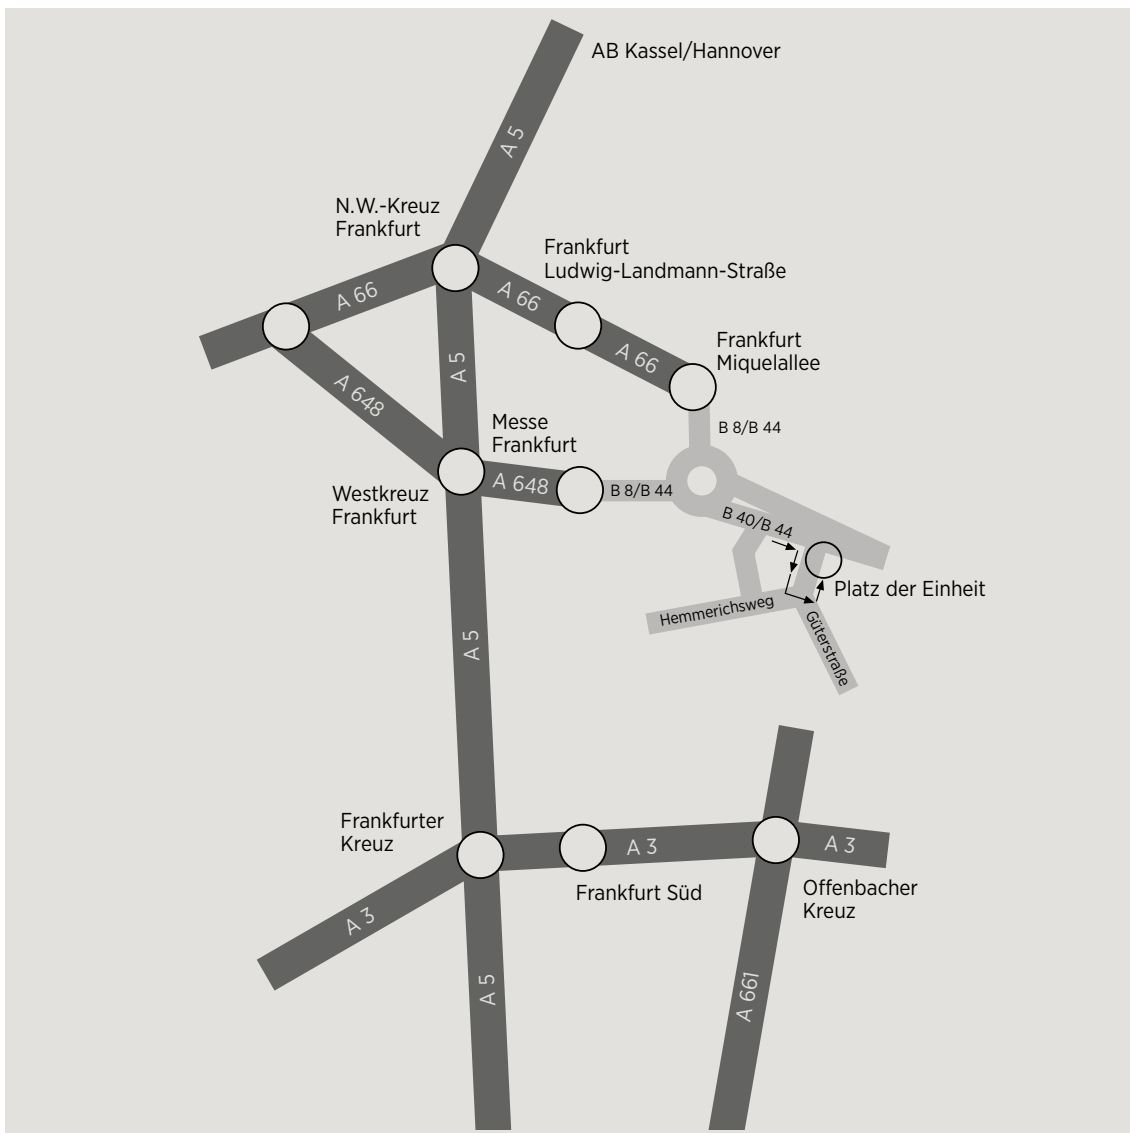 AB Kassel/Hannover
A 5
N.W.-Kreuz
Frankfurt
Frankfurt
Ludwig-Landmann-Straße
A 66
A 66
A 66
Frankfurt
Miquelallee
A 5
A 648
B 8/B 44
Messe
Frankfurt
A 648
B 8/B 44
Westkreuz
Frankfurt
B 40/B 44
Platz der Einheit
Hemmerichsweg
Güterstraße
A 5
Frankfurter
Kreuz
A 3
A 3
Frankfurt Süd
Offenbacher
Kreuz
A 3
A 5
A 661